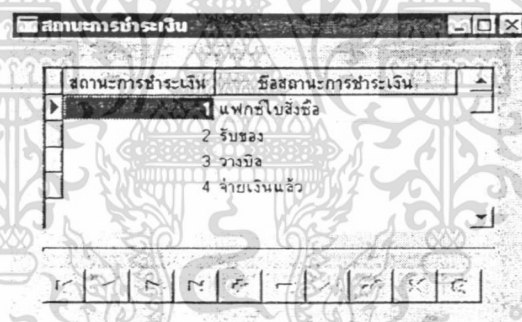 สถานะการชำระเงิน
สถานะการชำระเงิน ชื่อสถานะการชำระเงิน
1 แฟกซ์ใบสั่งซื้อ
2 รับของ
3 วางบิล
4 จ่ายเงินแล้ว